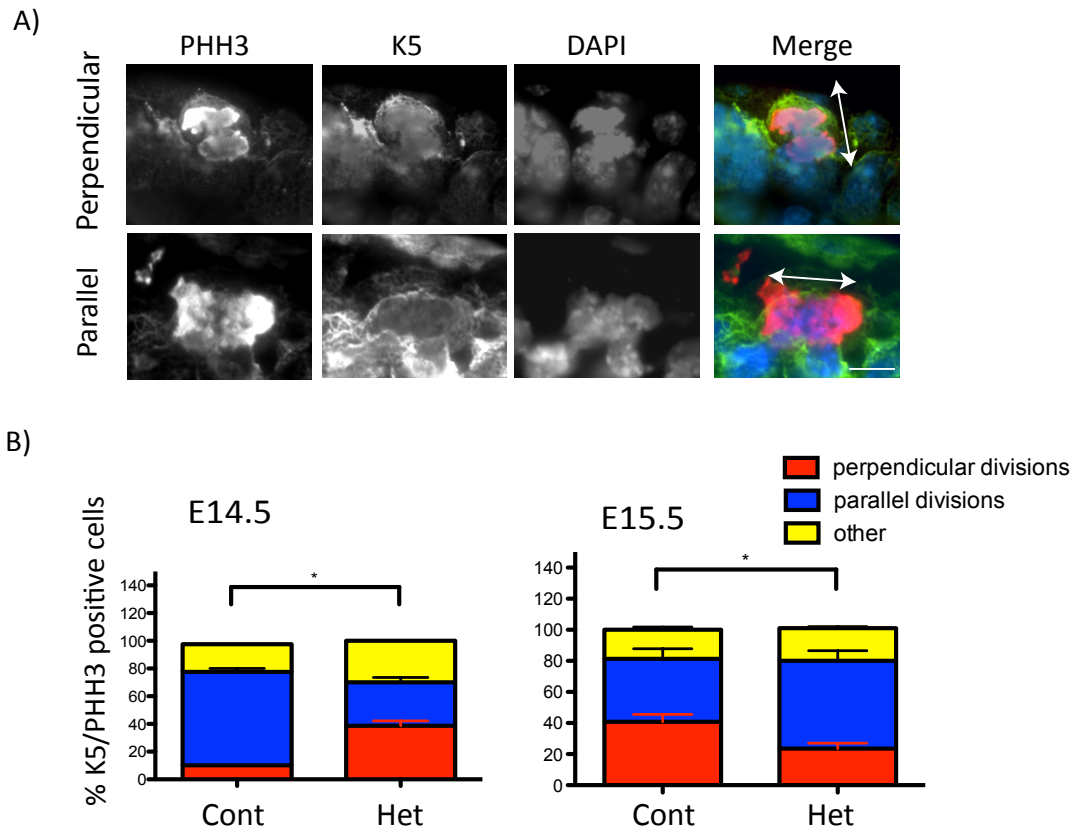 A)
PHH3 K5 DAPI Merge
Perpendicular
Parallel
B)
perpendicular divisions
parallel divisions
other
E14.5 E15.5
% K5/PHH3 positive cells
140
120
100
80
60
40
20
0
*
Cont Het
140
120
100
80
60
40
20
0
*
Cont Het